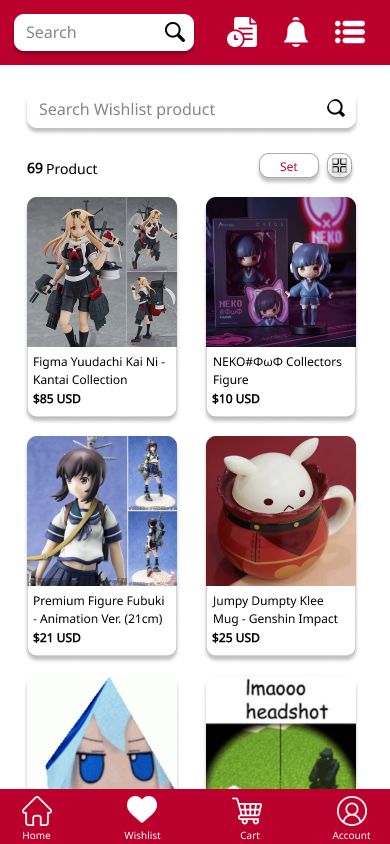 Search
Search Wishlist product
69 Product
Set
NEKO
NEKO
#ΦωΦ
Figma Yuudachi Kai Ni -
Kantai Collection
$85 USD
NEKO#ΦωΦ Collectors
Figure
$10 USD
Premium Figure Fubuki
- Animation Ver. (21cm)
$21 USD
Jumpy Dumpty Klee
Mug - Genshin Impact
$25 USD
lmaooo
headshot
Home
Wishlist
Cart
Account